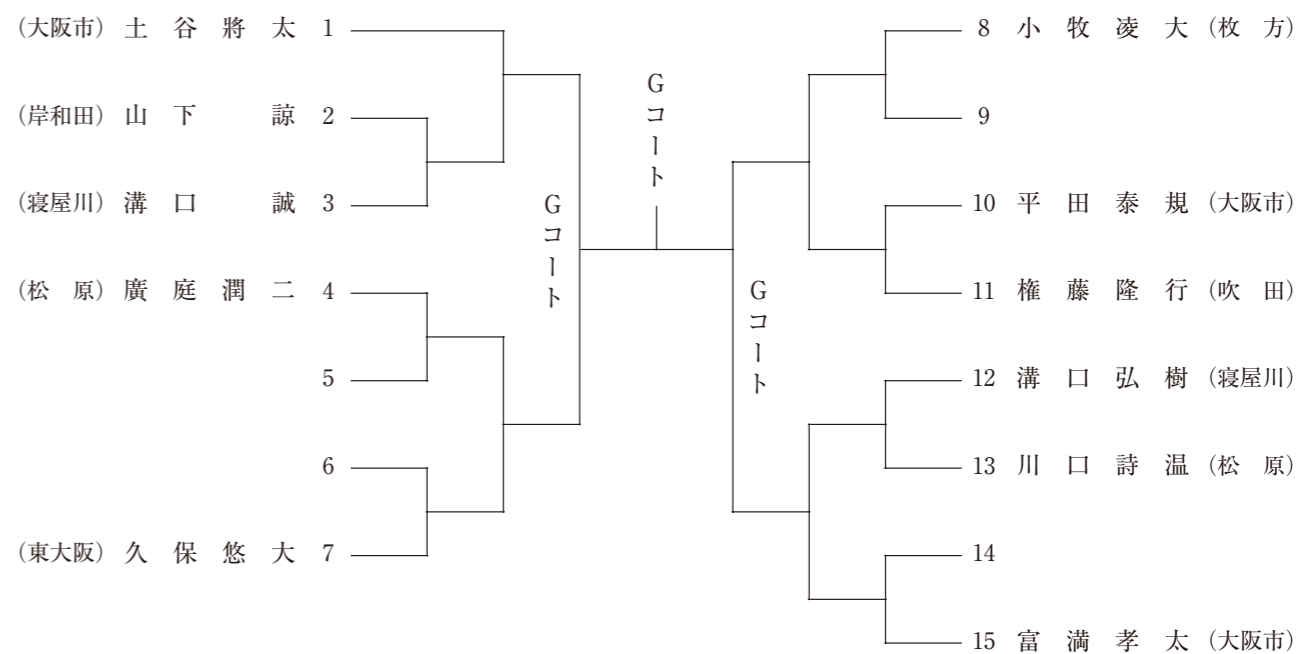 (大阪市) 土谷將太 1
(岸和田) 山下 諒 2
(寝屋川) 溝口 誠 3
(松 原) 廣庭潤二 4
5
6
(東大阪) 久保悠大 7
Gコート
Gコート
Gコート
8 小牧凌大 (枚 方)
9
10 平田泰規 (大阪市)
11 権藤隆行 (吹 田)
12 溝口弘樹 (寝屋川)
13 川口詩温 (松 原)
14
15 富満孝太 (大阪市)